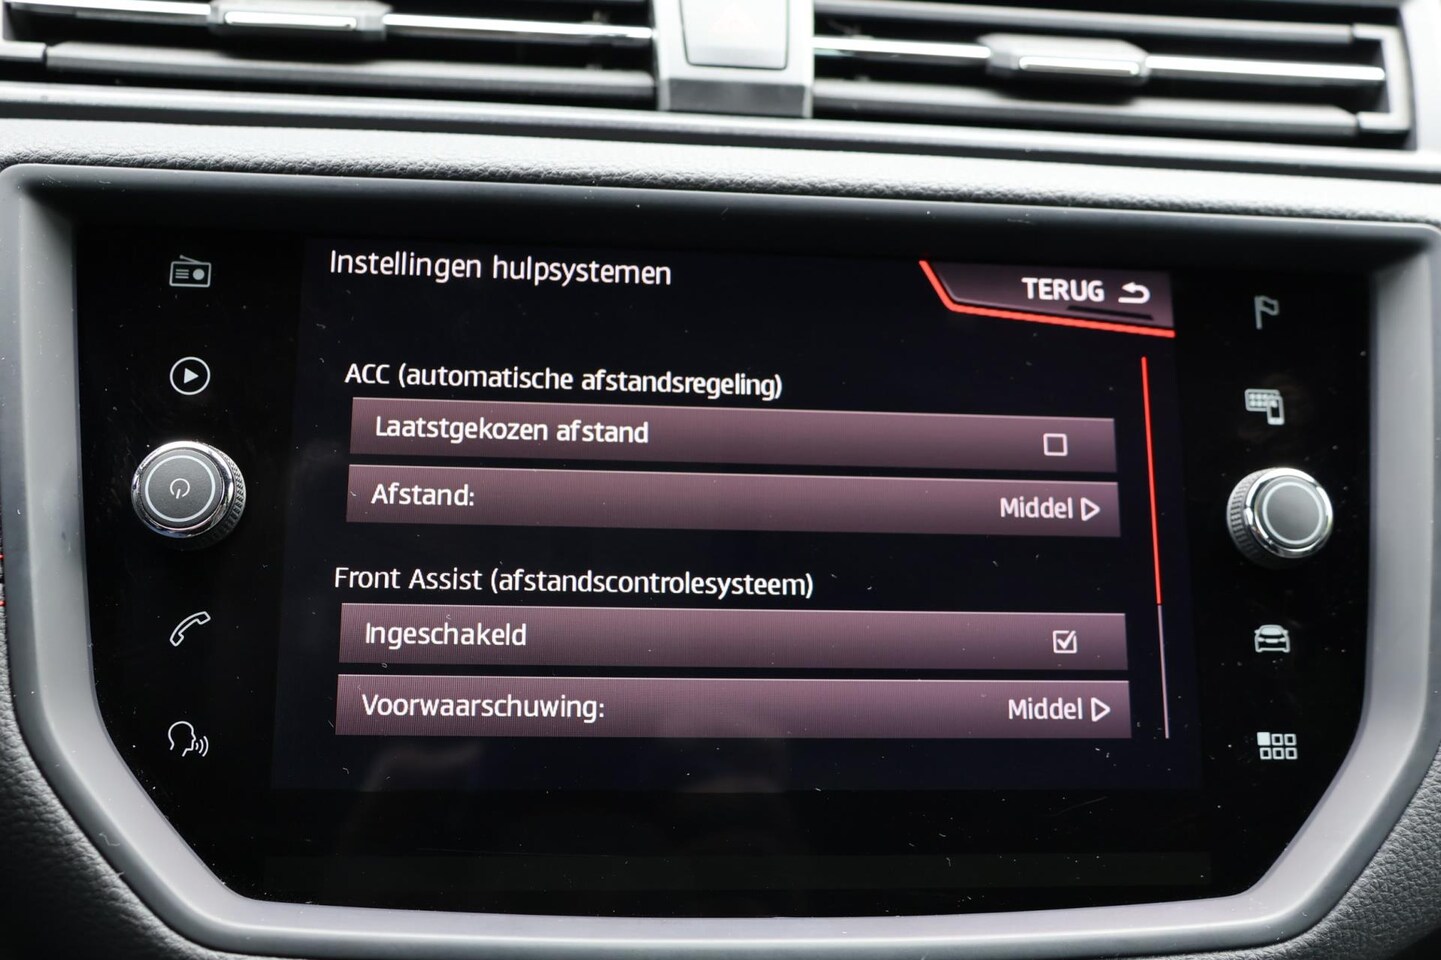 Instellingen hulpsystemen
TERUG
ACC (automatische afstandsregeling)
Laatstgekozen afstand
Afstand: Middel
Front Assist (afstandscontrolesysteem)
Ingeschakeld
Voorwaarschuwing: Middel